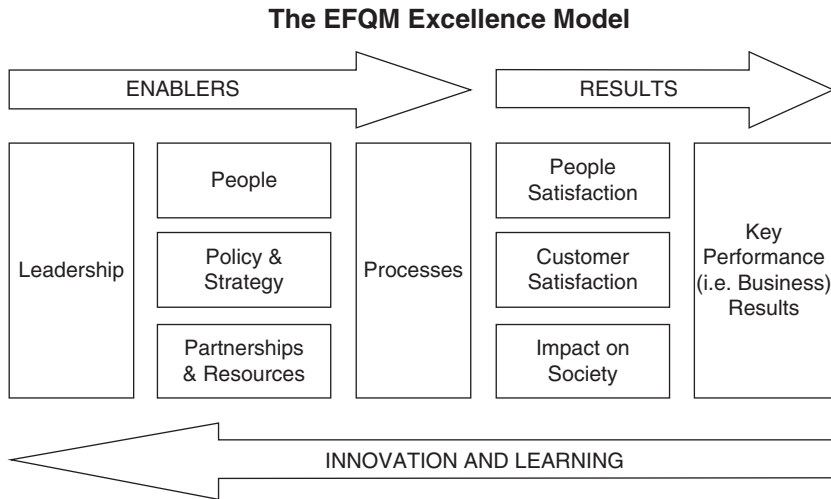 The EFQM Excellence Model
ENABLERS
RESULTS
Leadership
People
Policy &
Strategy
Partnerships
& Resources
Processes
People
Satisfaction
Customer
Satisfaction
Impact on
Society
Key
Performance
(i.e. Business)
Results
INNOVATION AND LEARNING